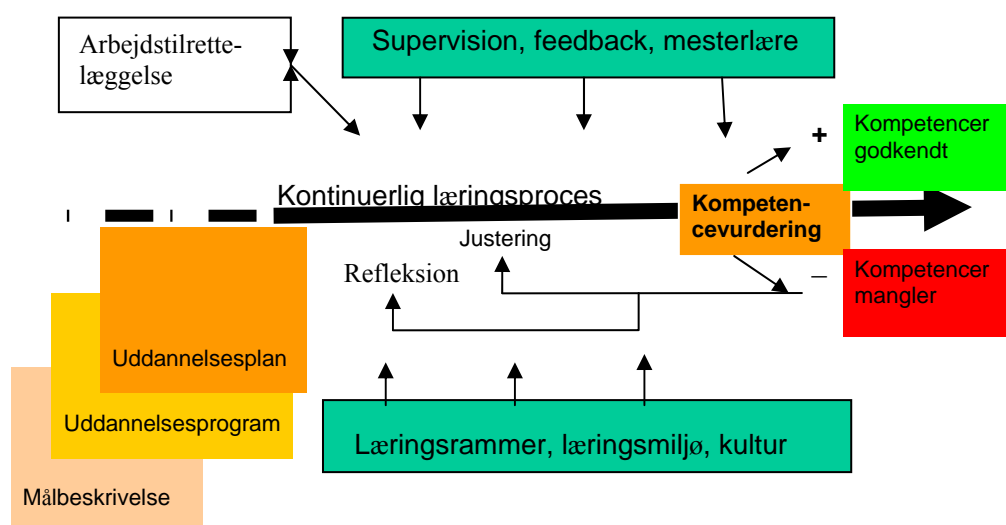 Arbejdstilrette-
læggelse
Supervision, feedback, mesterlære
+
Kompetencer
godkendt
Kontinuerlig læringsproces
Kompeten-
cevurdering
Justering
Refleksion
–
Kompetencer
mangler
Uddannelsesplan
Uddannelsesprogram
Læringsrammer, læringsmiljø, kultur
Målbeskrivelse